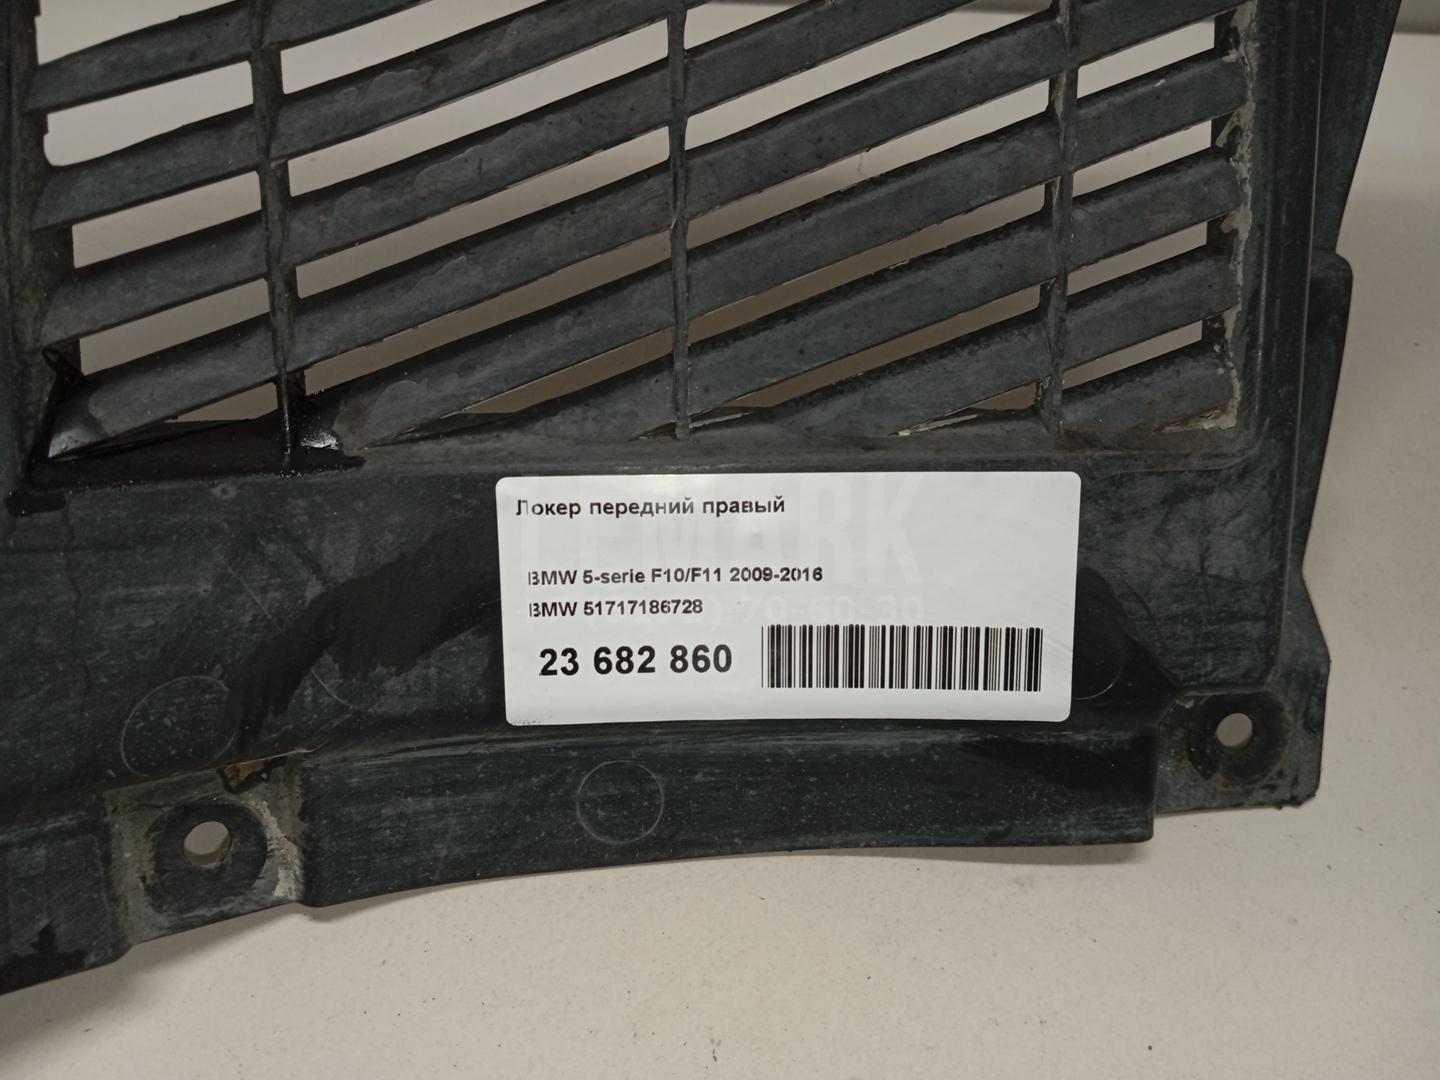 Локер передний правый
BMW 5-serie F10/F11 2009-2016
BMW 51717186728
23 682 860